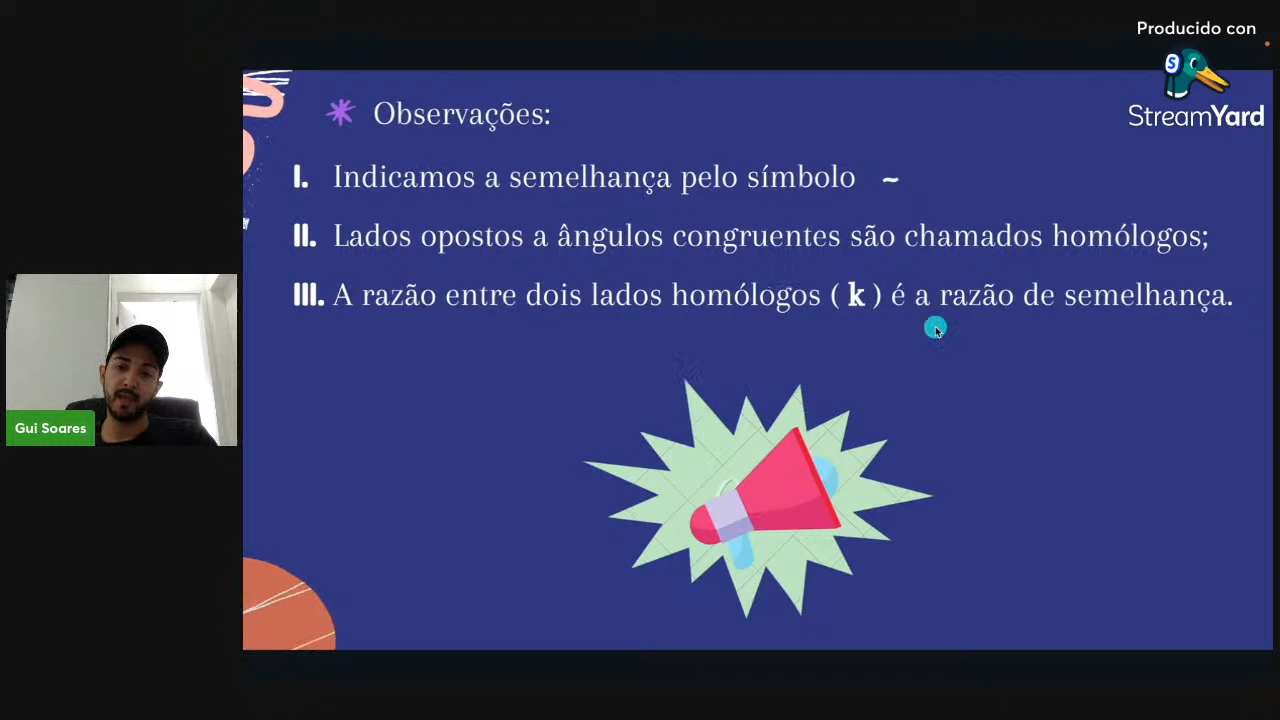 Producido con
StreamYard
Observações:
I. Indicamos a semelhança pelo símbolo ~
II. Lados opostos a ângulos congruentes são chamados homólogos;
III. A razão entre dois lados homólogos ( k ) é a razão de semelhança.
Gui Soares